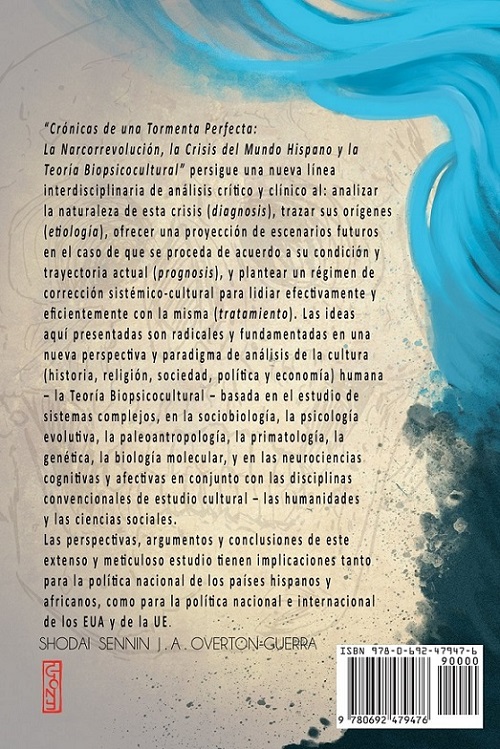 “Crónicas de una Tormenta Perfecta:
La Narcorrevolución, la Crisis del Mundo Hispano y la
Teoría Biopsicocultural” persigue una nueva línea
interdisciplinaria de análisis crítico y clínico al: analizar
la naturaleza de esta crisis (diagnosis), trazar sus orígenes
(etiología), ofrecer una proyección de escenarios futuros
en el caso de que se proceda de acuerdo a su condición y
trayectoria actual (prognosis), y plantear un régimen de
corrección sistémico-cultural para lidiar efectivamente y
eficientemente con la misma (tratamiento). Las ideas
aquí presentadas son radicales y fundamentadas en una
nueva perspectiva y paradigma de análisis de la cultura
(historia, religión, sociedad, política y economía) humana
– la Teoría Biopsicocultural – basada en el estudio de
sistemas complejos, en la sociobiología, la psicología
evolutiva, la paleoantropología, la primatología, la
genética, la biología molecular, y en las neurociencias
cognitivas y afectivas en conjunto con las disciplinas
convencionales de estudio cultural – las humanidades
y las ciencias sociales.
Las perspectivas, argumentos y conclusiones de este
extenso y meticuloso estudio tienen implicaciones tanto
para la política nacional de los países hispanos y
africanos, como para la política nacional e internacional
de los EUA y de la UE.
SHODAI SENNIN J. A. OVERTON-GUERRA
ISBN 978-0-692-47947-6
90000
9 780692 479476